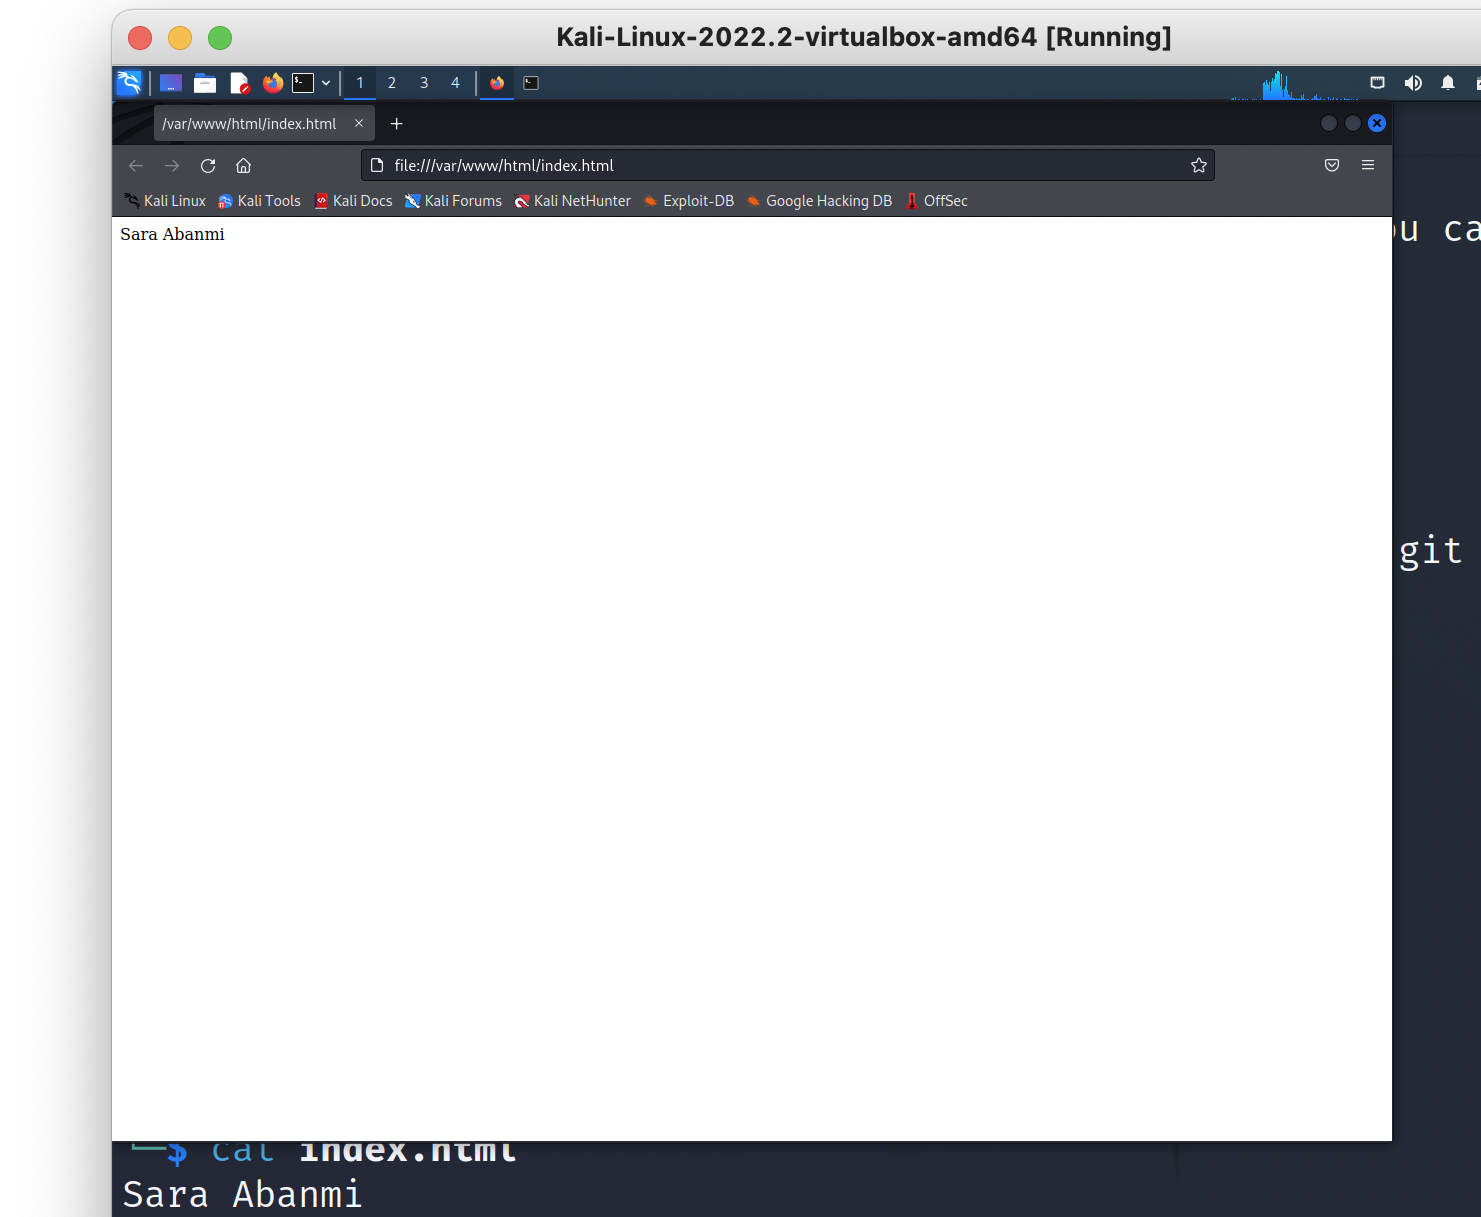 Kali-Linux-2022.2-virtualbox-amd64 [Running]
1 2 3 4
/var/www/html/index.html
file:///var/www/html/index.html
Kali Linux Kali Tools Kali Docs Kali Forums Kali NetHunter Exploit-DB Google Hacking DB OffSec
Sara Abanmi
git
$ cat index.html
Sara Abanmi